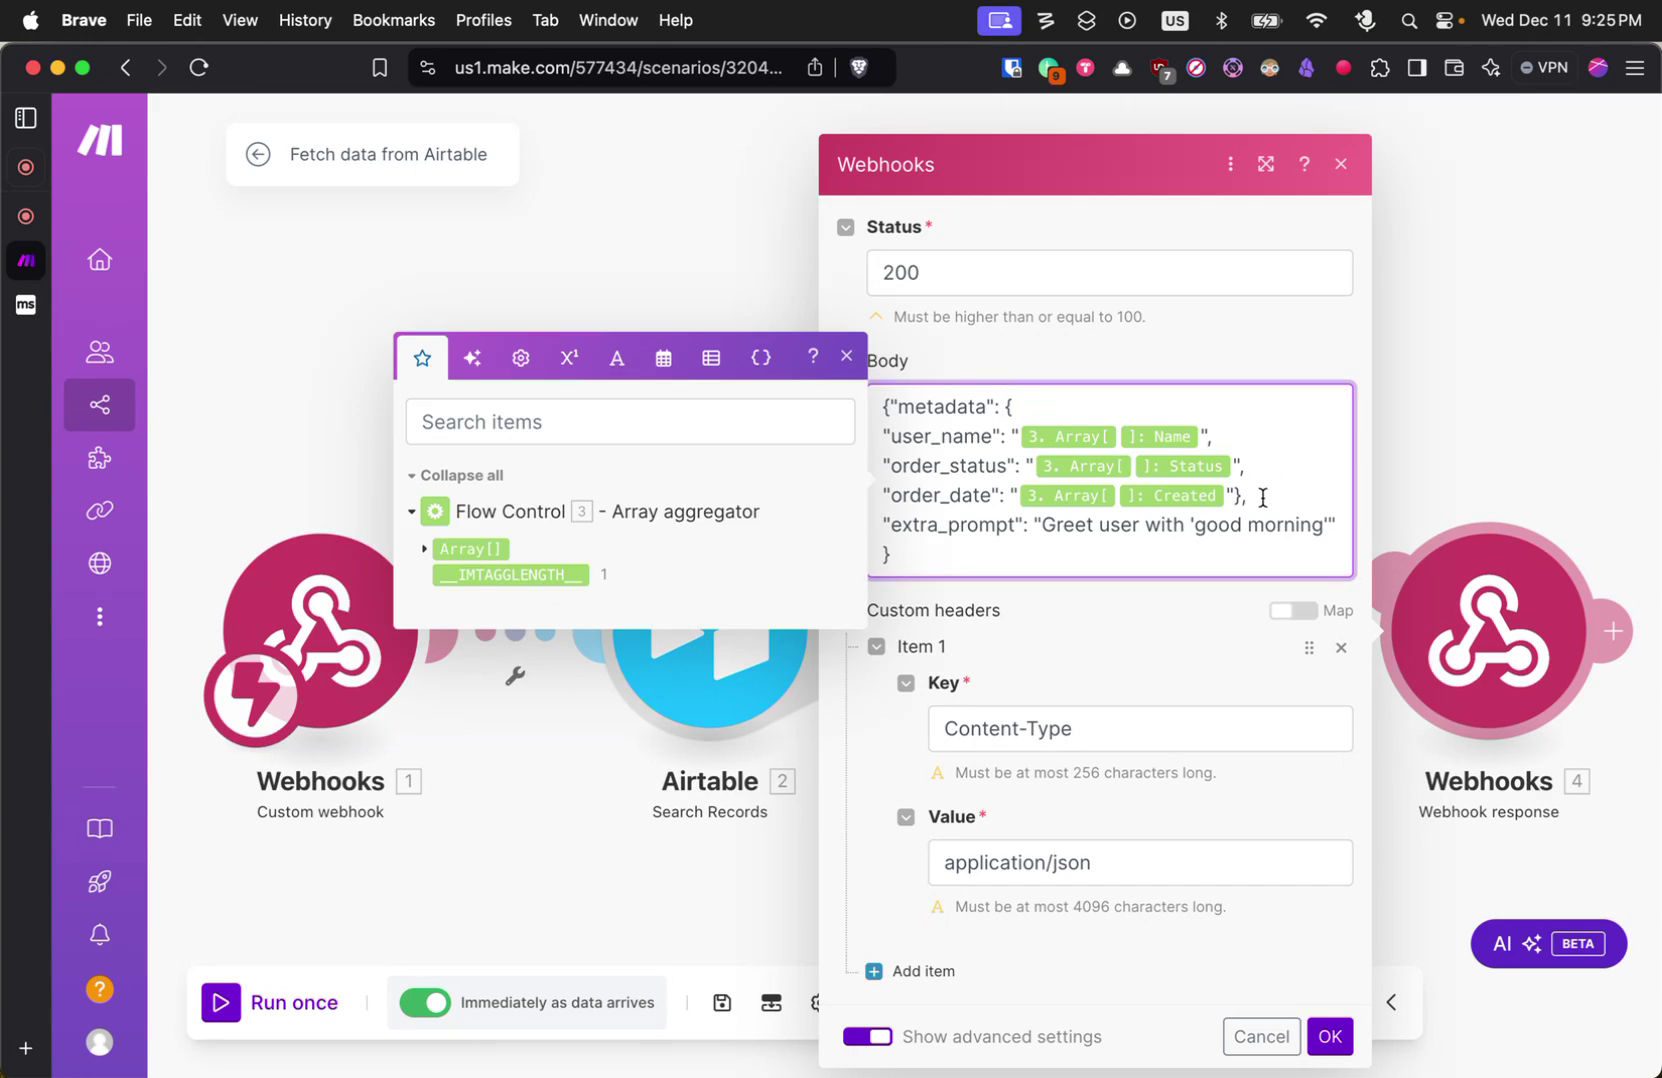 Brave File Edit View History Bookmarks Profiles Tab Window Help US Wed Dec 11 9:25 PM
us1.make.com/577434/scenarios/3204... 9 7 VPN
ms
Fetch data from Airtable
Webhooks ?
Status *
200
Must be higher than or equal to 100.
Body
{"metadata": {
"user_name": " 3. Array[ ]: Name ",
"order_status": " 3. Array[ ]: Status ",
"order_date": " 3. Array[ ]: Created "},
"extra_prompt": "Greet user with 'good morning'"
}
X¹ A {} ?
Search items
Collapse all
Flow Control 3 - Array aggregator
Array[]
__IMTAGGLENGTH__ 1
Custom headers Map
Item 1
Key *
Content-Type
A Must be at most 256 characters long.
Value *
application/json
A Must be at most 4096 characters long.
Add item
Show advanced settings Cancel OK
Webhooks 1
Custom webhook
Airtable 2
Search Records
Webhooks 4
Webhook response
AI BETA
?
Run once Immediately as data arrives